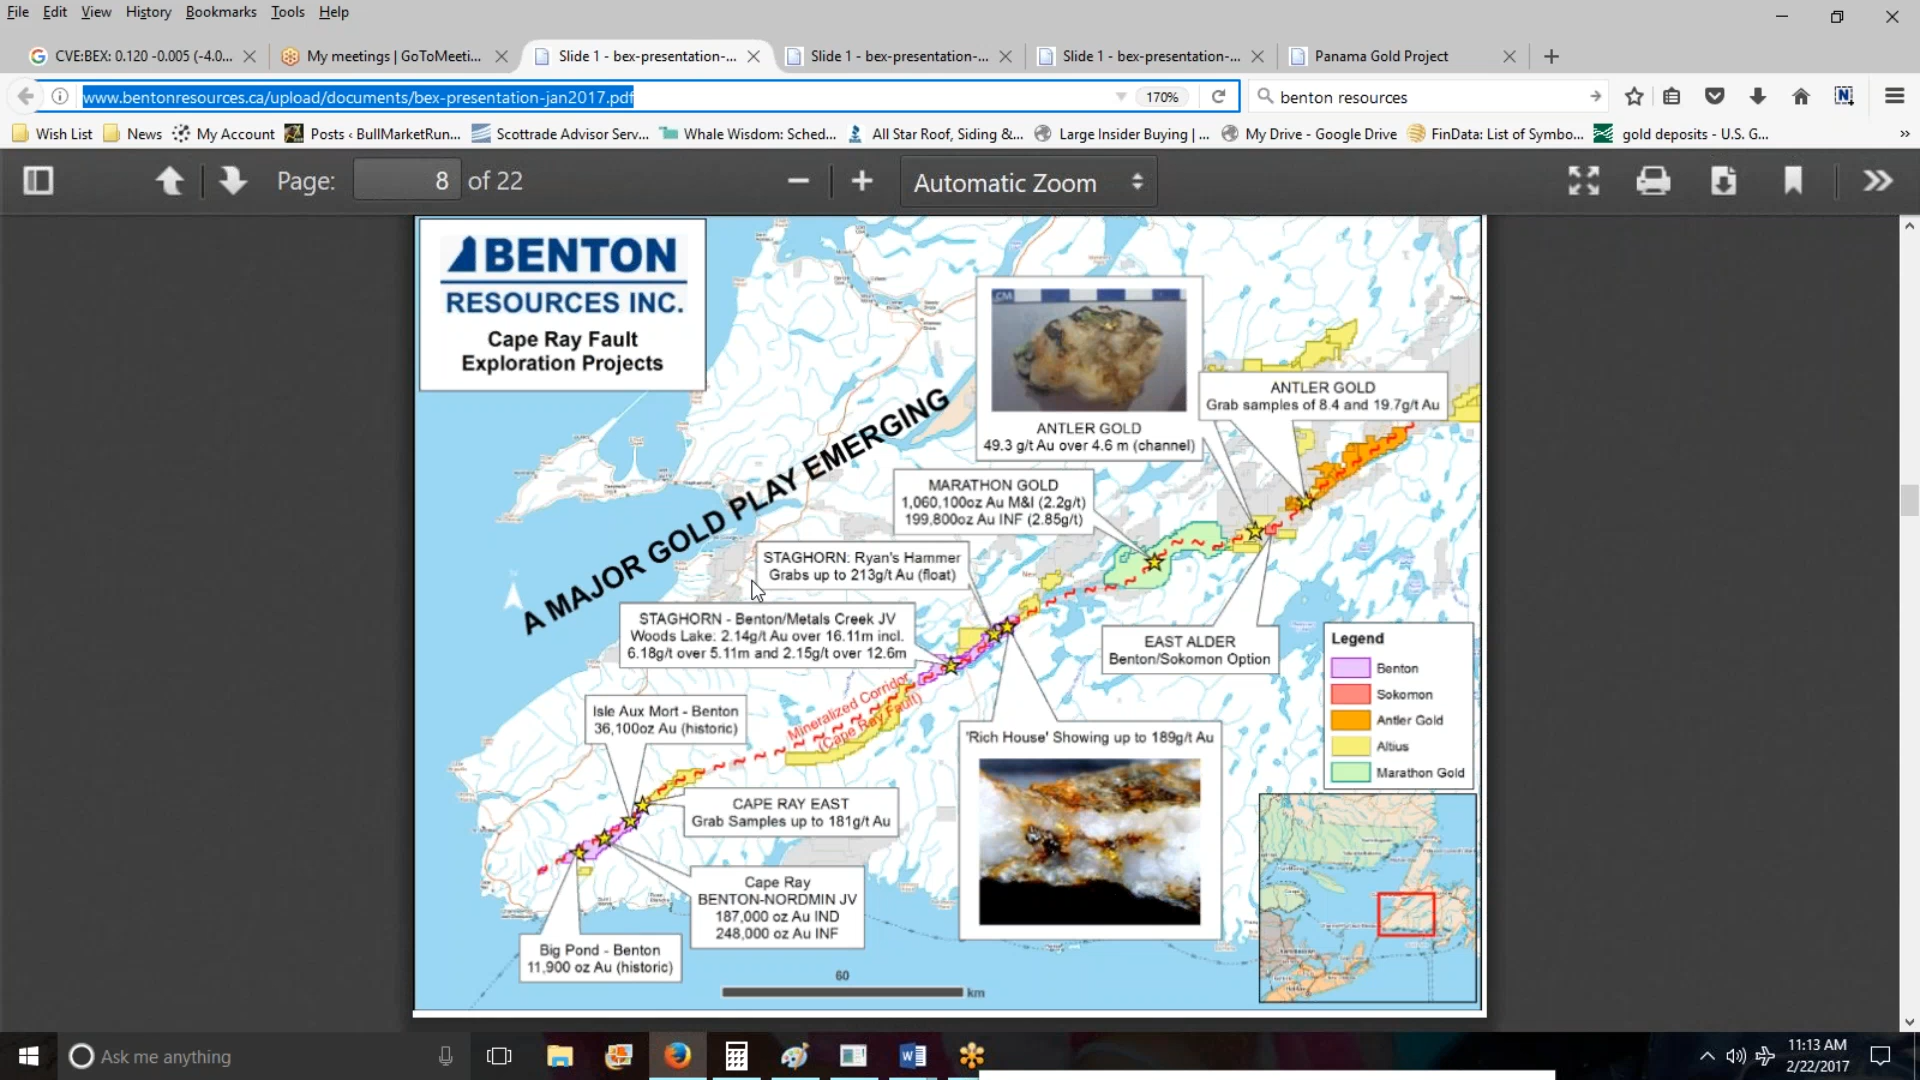 File Edit View History Bookmarks Tools Help
CVE:BEX: 0.120 -0.005 (-4.0...
My meetings | GoToMeeti...
Slide 1 - bex-presentation-...
Slide 1 - bex-presentation-...
Slide 1 - bex-presentation-...
Panama Gold Project
www.bentonresources.ca/upload/documents/bex-presentation-jan2017.pdf
170%
benton resources
Wish List
News
My Account
Posts ‹ BullMarketRun...
Scottrade Advisor Serv...
Whale Wisdom: Sched...
All Star Roof, Siding &...
Large Insider Buying | ...
My Drive - Google Drive
FinData: List of Symbo...
gold deposits - U.S. G...
Page: 8 of 22
Automatic Zoom
BENTON
RESOURCES INC.
Cape Ray Fault
Exploration Projects
A MAJOR GOLD PLAY EMERGING
CM
ANTLER GOLD
49.3 g/t Au over 4.6 m (channel)
ANTLER GOLD
Grab samples of 8.4 and 19.7g/t Au
MARATHON GOLD
1,060,100oz Au M&I (2.2g/t)
199,800oz Au INF (2.85g/t)
STAGHORN: Ryan's Hammer
Grabs up to 213g/t Au (float)
STAGHORN - Benton/Metals Creek JV
Woods Lake: 2.14g/t Au over 16.11m incl.
6.18g/t over 5.11m and 2.15g/t over 12.6m
EAST ALDER
Benton/Sokomon Option
Legend
Benton
Sokomon
Antler Gold
Altius
Marathon Gold
Mineralized Corridor
(Cape Ray Fault)
Isle Aux Mort - Benton
36,100oz Au (historic)
'Rich House' Showing up to 189g/t Au
CAPE RAY EAST
Grab Samples up to 181g/t Au
Cape Ray
BENTON-NORDMIN JV
187,000 oz Au IND
248,000 oz Au INF
Big Pond - Benton
11,900 oz Au (historic)
60
km
Ask me anything
11:13 AM
2/22/2017